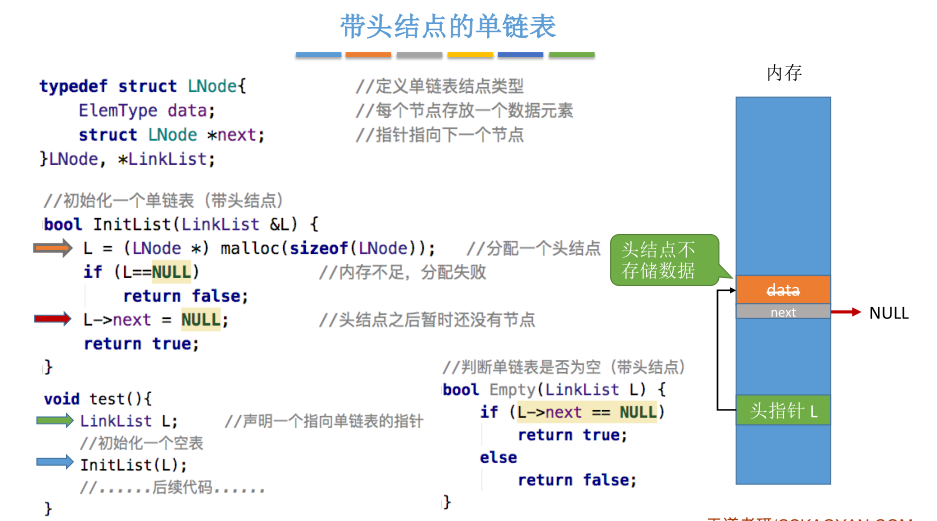 带头结点的单链表
typedef struct LNode{ //定义单链表结点类型
ElemType data; //每个节点存放一个数据元素
struct LNode *next; //指针指向下一个节点
}LNode, *LinkList;
//初始化一个单链表（带头结点）
bool InitList(LinkList &L) {
L = (LNode *) malloc(sizeof(LNode)); //分配一个头结点
if (L==NULL) //内存不足，分配失败
return false;
L->next = NULL; //头结点之后暂时还没有节点
return true;
}
void test(){
LinkList L; //声明一个指向单链表的指针
//初始化一个空表
InitList(L);
//......后续代码......
}
//判断单链表是否为空（带头结点）
bool Empty(LinkList L) {
if (L->next == NULL)
return true;
else
return false;
}
内存
头结点不
存储数据
data
next
NULL
头指针 L